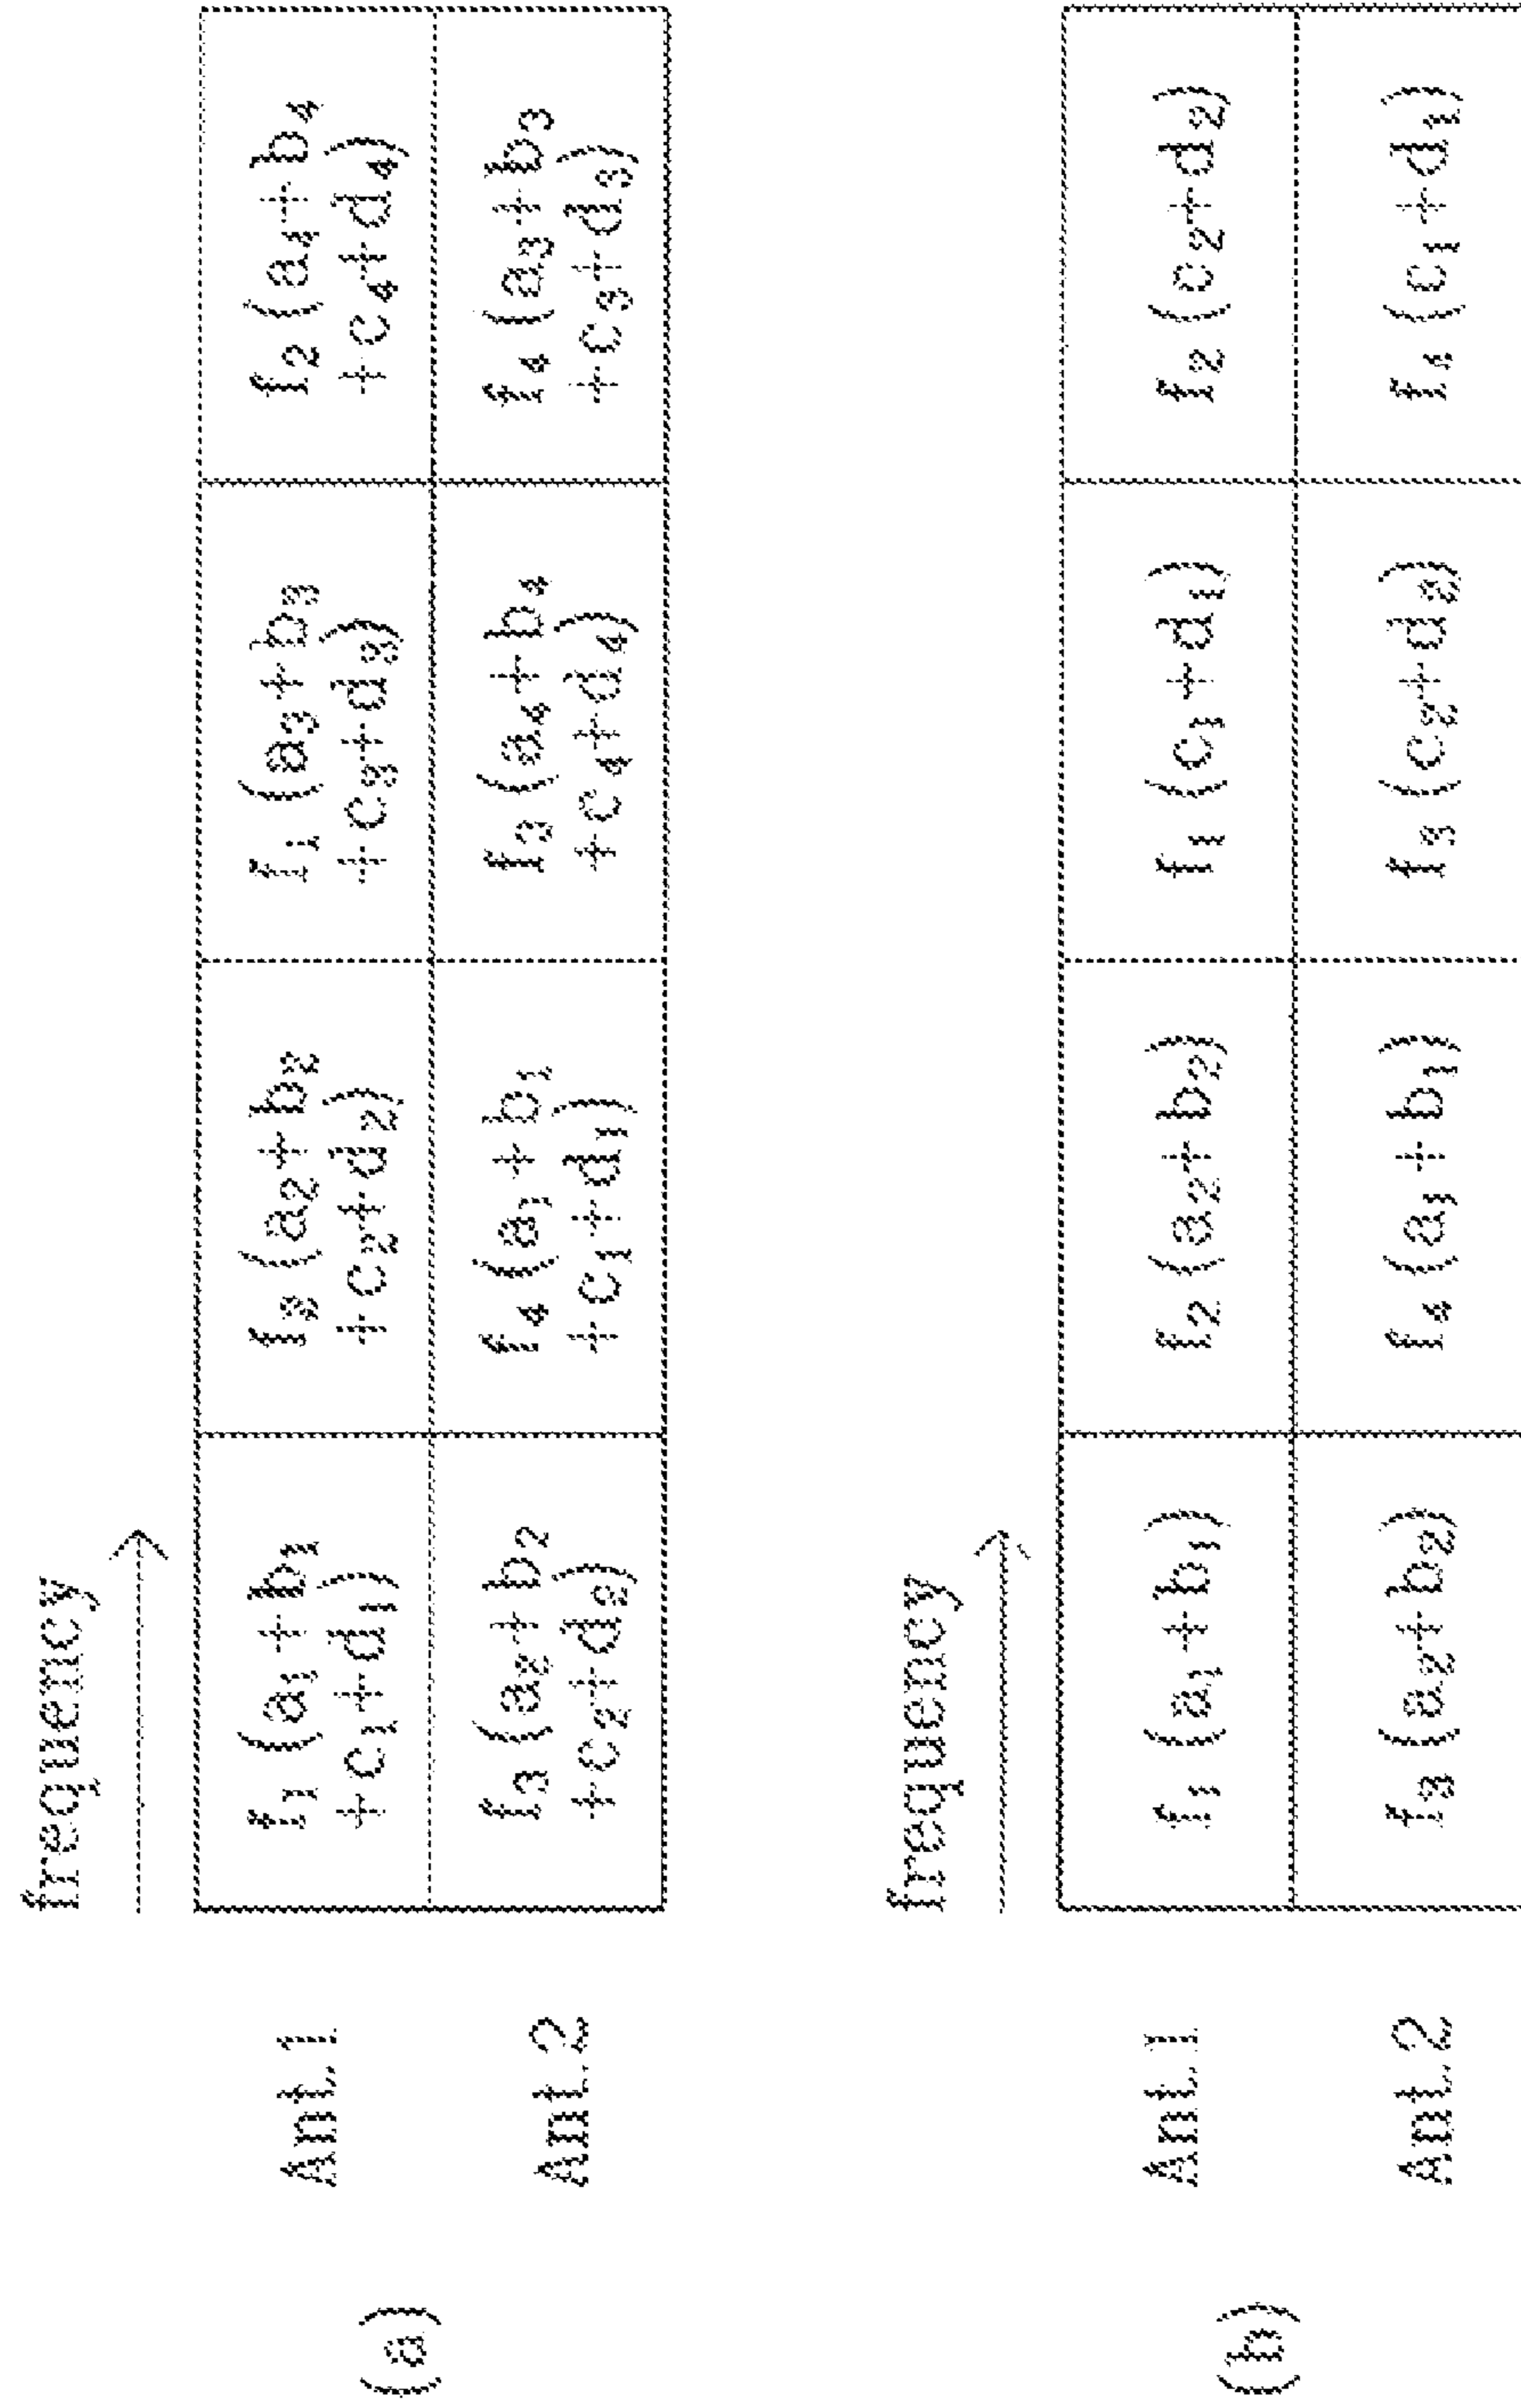 (a)
frequency
Ant.1
f₁(a₁+b₁
+c₁+d₁)
f₂(a₂+b₂
+c₂+d₂)
f₁(a₃+b₃
+c₃+d₃)
f₂(a₄+b₄
+c₄+d₄)
Ant.2
f₃(a₂+b₂
+c₂+d₂)
f₄(a₁+b₁
+c₁+d₁)
f₃(a₄+b₄
+c₄+d₄)
f₄(a₃+b₃
+c₃+d₃)
(b)
frequency
Ant.1
f₁(a₁+b₁)
f₂(a₂+b₂)
f₁(c₁+d₁)
f₂(c₂+d₂)
Ant.2
f₃(a₂+b₂)
f₄(a₁+b₁)
f₃(c₂+d₂)
f₄(c₁+d₁)